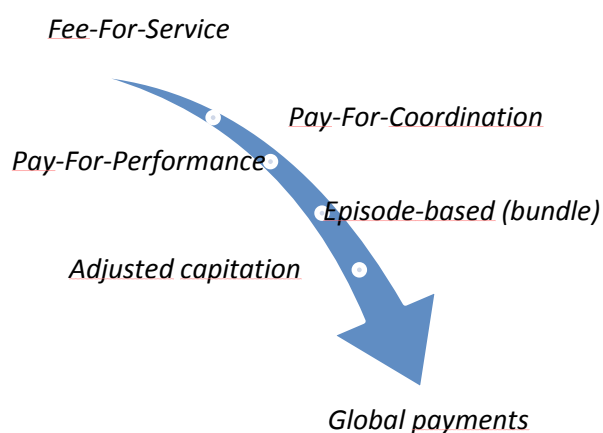 Fee-For-Service
Pay-For-Coordination
Pay-For-Performance
Episode-based (bundle)
Adjusted capitation
Global payments